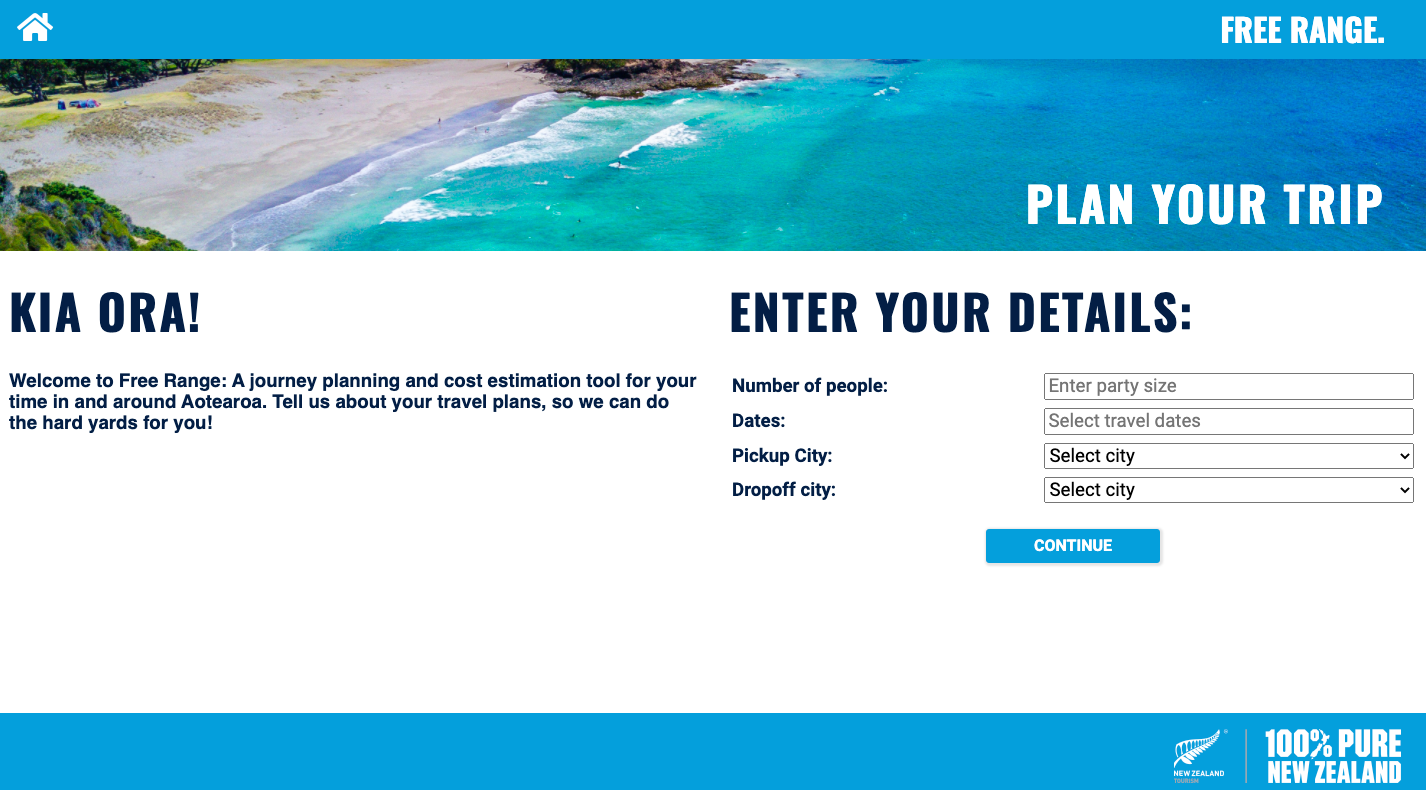 FREE RANGE.
PLAN YOUR TRIP
KIA ORA!
Welcome to Free Range: A journey planning and cost estimation tool for your
time in and around Aotearoa. Tell us about your travel plans, so we can do
the hard yards for you!
ENTER YOUR DETAILS:
Number of people: Enter party size
Dates: Select travel dates
Pickup City: Select city
Dropoff city: Select city
CONTINUE
®
NEW ZEALAND
TOURISM
100% PURE
NEW ZEALAND